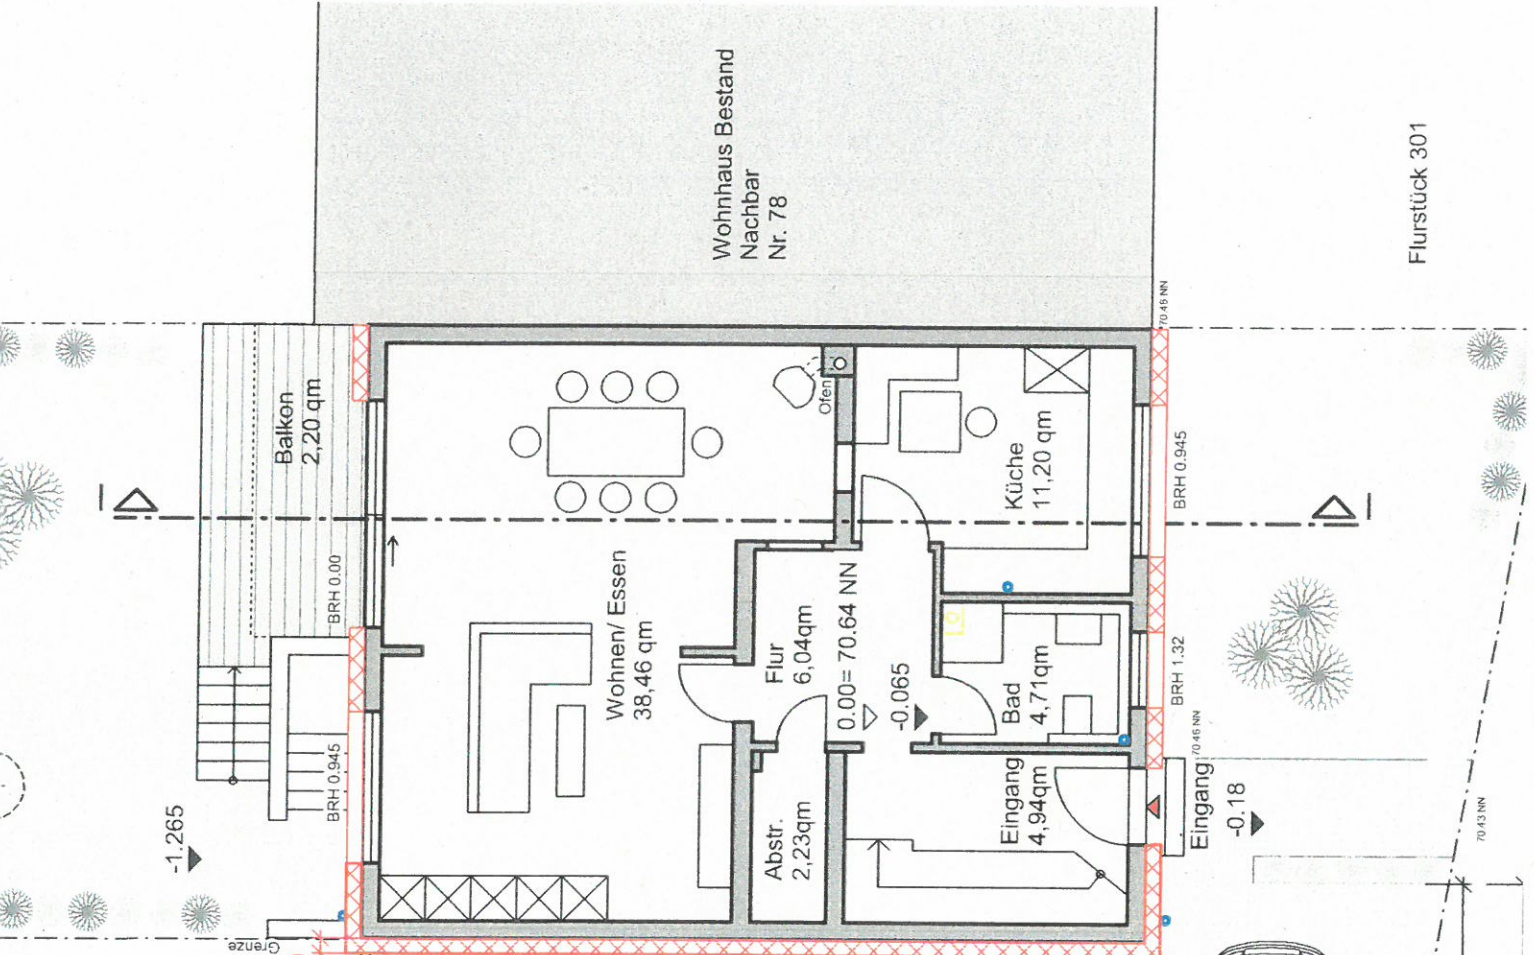 Wohnhaus Bestand
Nachbar
Nr. 78
Flurstück 301
70.46 NN
Balkon
2,20 qm
Ofen
Küche
11,20 qm
BRH 0.945
BRH 0.00
Wohnen/ Essen
38,46 qm
Flur
6,04qm
0.00= 70.64 NN
-0.065
Bad
4,71qm
BRH 1.32
70.46 NN
BRH 0.945
-1.265
Abstr.
2,23qm
Eingang
4,94qm
Eingang
-0.18
70.43 NN
Grenze